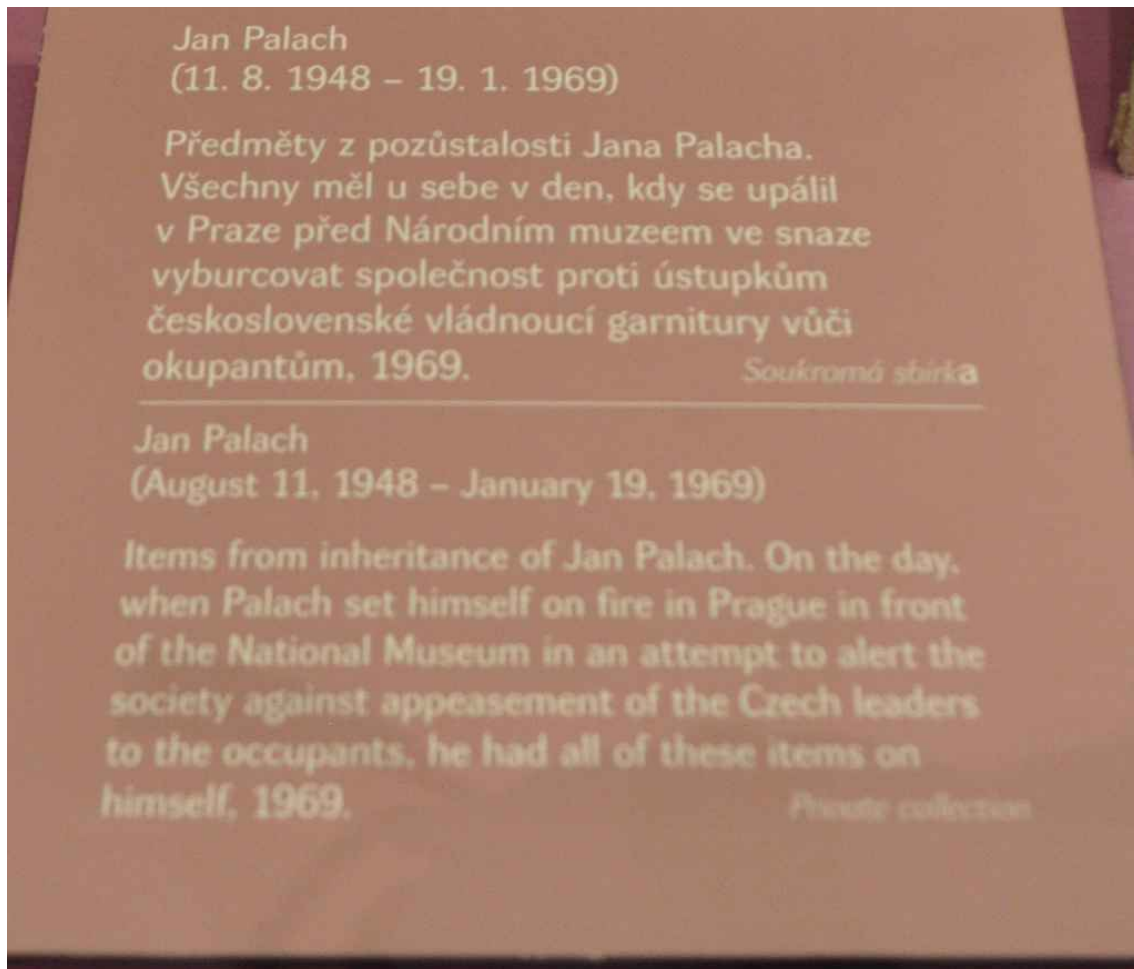 Jan Palach
(11. 8. 1948 – 19. 1. 1969)
Předměty z pozůstalosti Jana Palacha.
Všechny měl u sebe v den, kdy se upálil
v Praze před Národním muzeem ve snaze
vyburcovat společnost proti ústupkům
československé vládnoucí garnitury vůči
okupantům, 1969.
Soukromá sbírka
Jan Palach
(August 11, 1948 – January 19, 1969)
Items from inheritance of Jan Palach. On the day,
when Palach set himself on fire in Prague in front
of the National Museum in an attempt to alert the
society against appeasement of the Czech leaders
to the occupants, he had all of these items on
himself, 1969.
Private collection